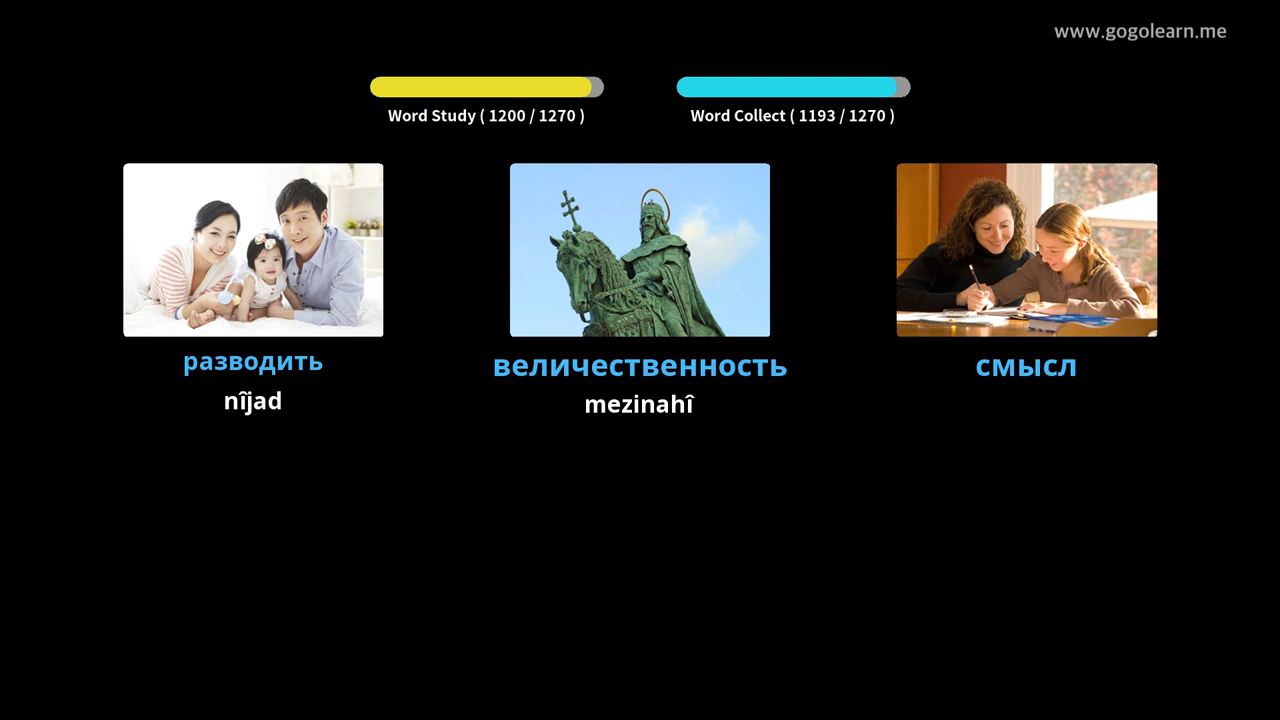 www.gogolearn.me
Word Study ( 1200 / 1270 )
Word Collect ( 1193 / 1270 )
разводить
nîjad
величественность
mezinahî
смысл